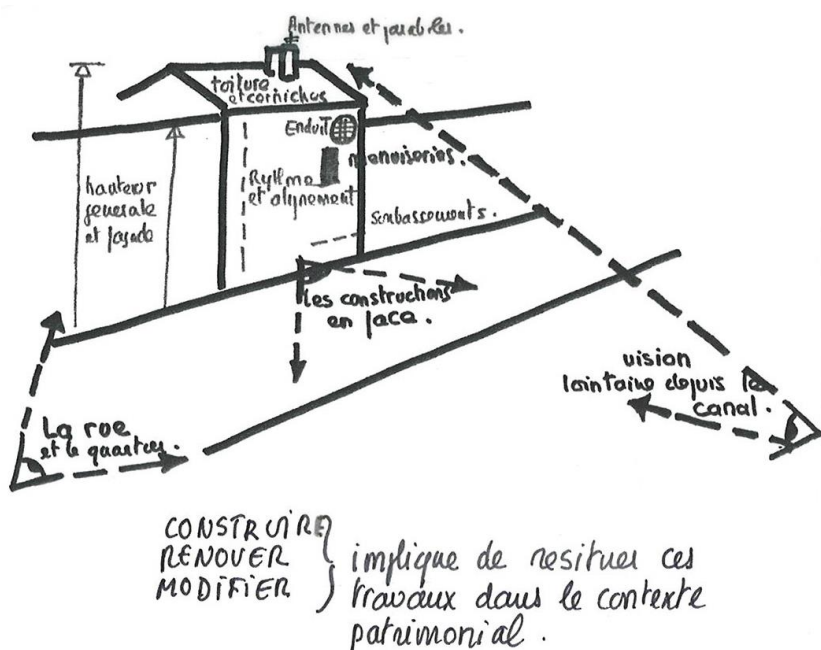 Antennes et paraboles.
toiture
et corniches
Enduit
menuiseries.
Rythme
et alignement
hauteur
generale
et façade
Soubassements.
les constructions
en face.
vision
lointaine depuis le
canal.
La rue
et le quartier.
CONSTRUIRE
RENOVER
MODIFIER
implique de resituer ces
travaux dans le contexte
patrimonial.